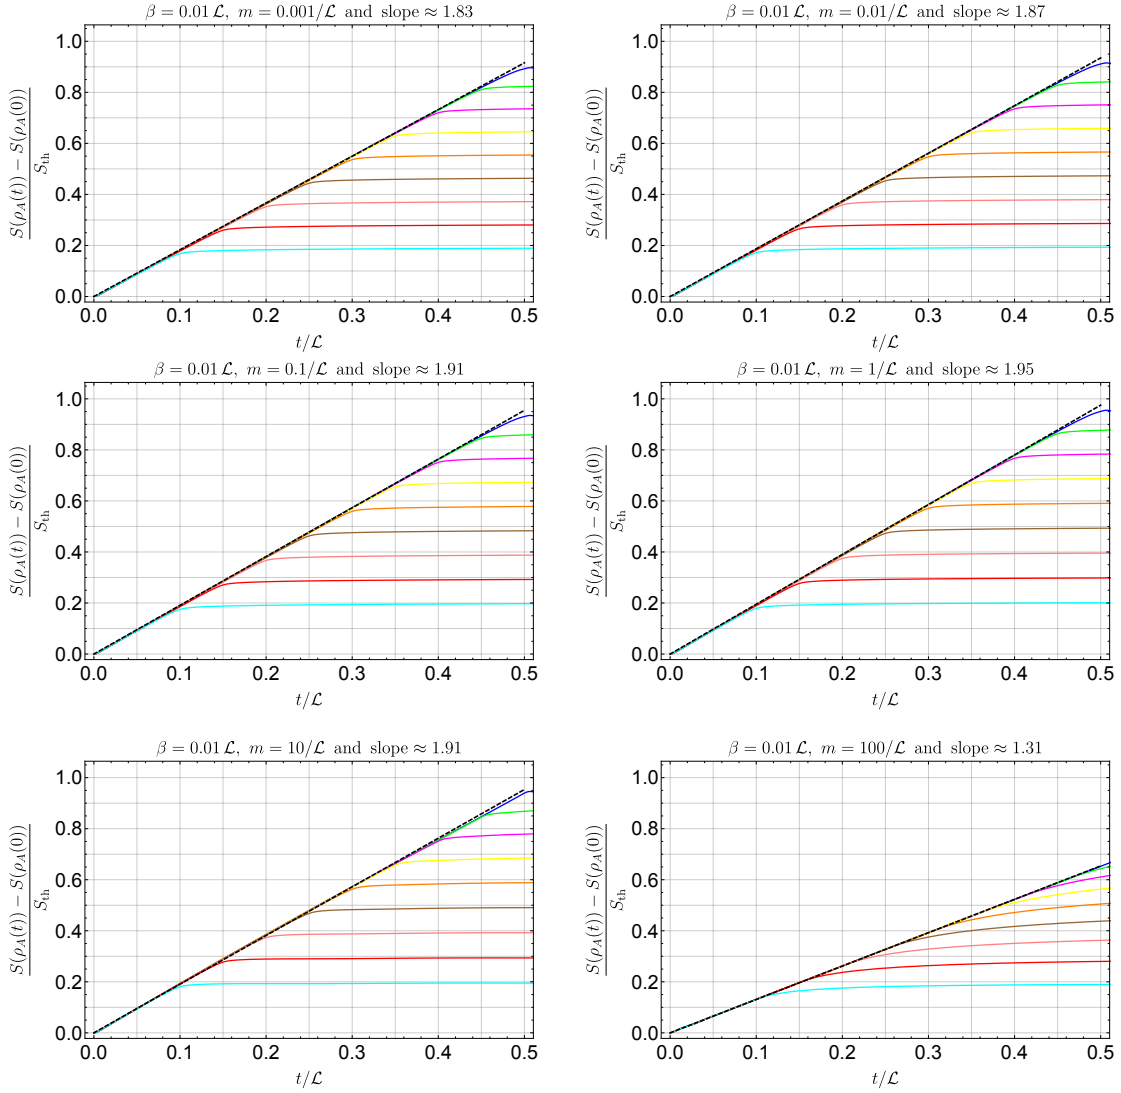 β = 0.01 ℒ, m = 0.001/ℒ and slope ≈ 1.83
S(ρ_A(t)) − S(ρ_A(0))
S_th
1.0
0.8
0.6
0.4
0.2
0.0
0.0 0.1 0.2 0.3 0.4 0.5
t/ℒ
β = 0.01 ℒ, m = 0.01/ℒ and slope ≈ 1.87
S(ρ_A(t)) − S(ρ_A(0))
S_th
1.0
0.8
0.6
0.4
0.2
0.0
0.0 0.1 0.2 0.3 0.4 0.5
t/ℒ
β = 0.01 ℒ, m = 0.1/ℒ and slope ≈ 1.91
S(ρ_A(t)) − S(ρ_A(0))
S_th
1.0
0.8
0.6
0.4
0.2
0.0
0.0 0.1 0.2 0.3 0.4 0.5
t/ℒ
β = 0.01 ℒ, m = 1/ℒ and slope ≈ 1.95
S(ρ_A(t)) − S(ρ_A(0))
S_th
1.0
0.8
0.6
0.4
0.2
0.0
0.0 0.1 0.2 0.3 0.4 0.5
t/ℒ
β = 0.01 ℒ, m = 10/ℒ and slope ≈ 1.91
S(ρ_A(t)) − S(ρ_A(0))
S_th
1.0
0.8
0.6
0.4
0.2
0.0
0.0 0.1 0.2 0.3 0.4 0.5
t/ℒ
β = 0.01 ℒ, m = 100/ℒ and slope ≈ 1.31
S(ρ_A(t)) − S(ρ_A(0))
S_th
1.0
0.8
0.6
0.4
0.2
0.0
0.0 0.1 0.2 0.3 0.4 0.5
t/ℒ